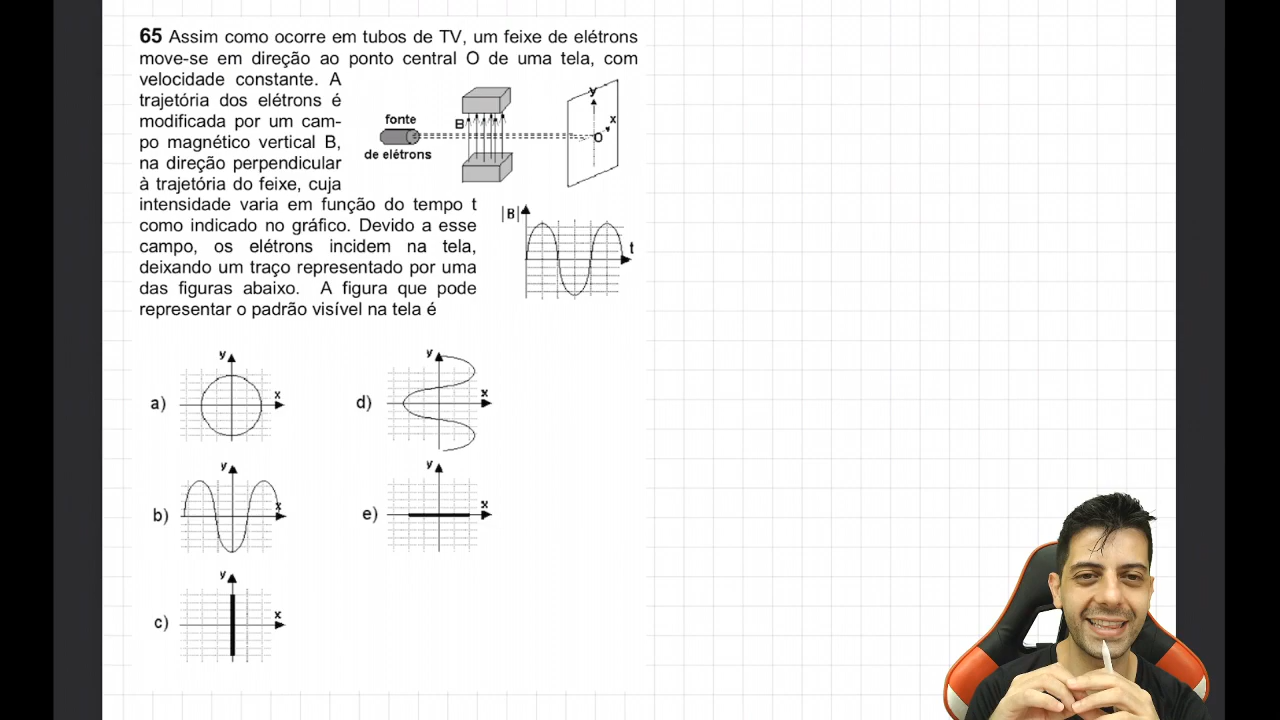 65 Assim como ocorre em tubos de TV, um feixe de elétrons
move-se em direção ao ponto central O de uma tela, com
velocidade constante. A
trajetória dos elétrons é
modificada por um cam-
po magnético vertical B,
na direção perpendicular
à trajetória do feixe, cuja
intensidade varia em função do tempo t
como indicado no gráfico. Devido a esse
campo, os elétrons incidem na tela,
deixando um traço representado por uma
das figuras abaixo. A figura que pode
representar o padrão visível na tela é
fonte
de elétrons
B
y
x
O
|B|
t
a)
y
x
b)
y
x
c)
y
x
d)
y
x
e)
y
x